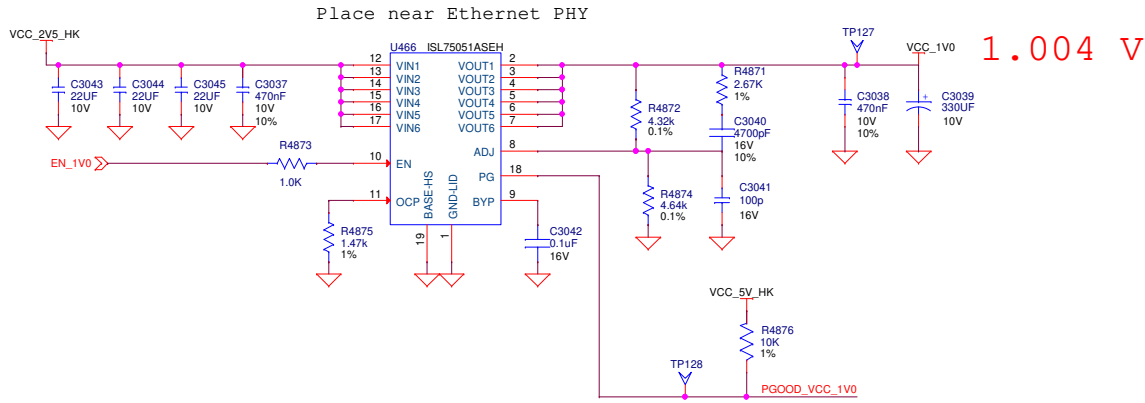 Place near Ethernet PHY
VCC_2V5_HK
U466 ISL75051ASEH
TP127
VCC_1V0
1.004 V
C3043
22UF
10V
C3044
22UF
10V
C3045
22UF
10V
C3037
470nF
10V
10%
12 VIN1 VOUT1 2
13 VIN2 VOUT2 3
14 VIN3 VOUT3 4
15 VIN4 VOUT4 5
16 VIN5 VOUT5 6
17 VIN6 VOUT6 7
10 EN ADJ 8
PG 18
11 OCP BYP 9
BASE-HS
GND-LID
19
1
R4872
4.32k
0.1%
R4871
2.67K
1%
C3040
4700pF
16V
10%
C3038
470nF
10V
10%
C3039
330UF
10V
+
EN_1V0
R4873
1.0K
R4875
1.47k
1%
C3042
0.1uF
16V
R4874
4.64k
0.1%
C3041
100p
16V
VCC_5V_HK
R4876
10K
1%
TP128
PGOOD_VCC_1V0